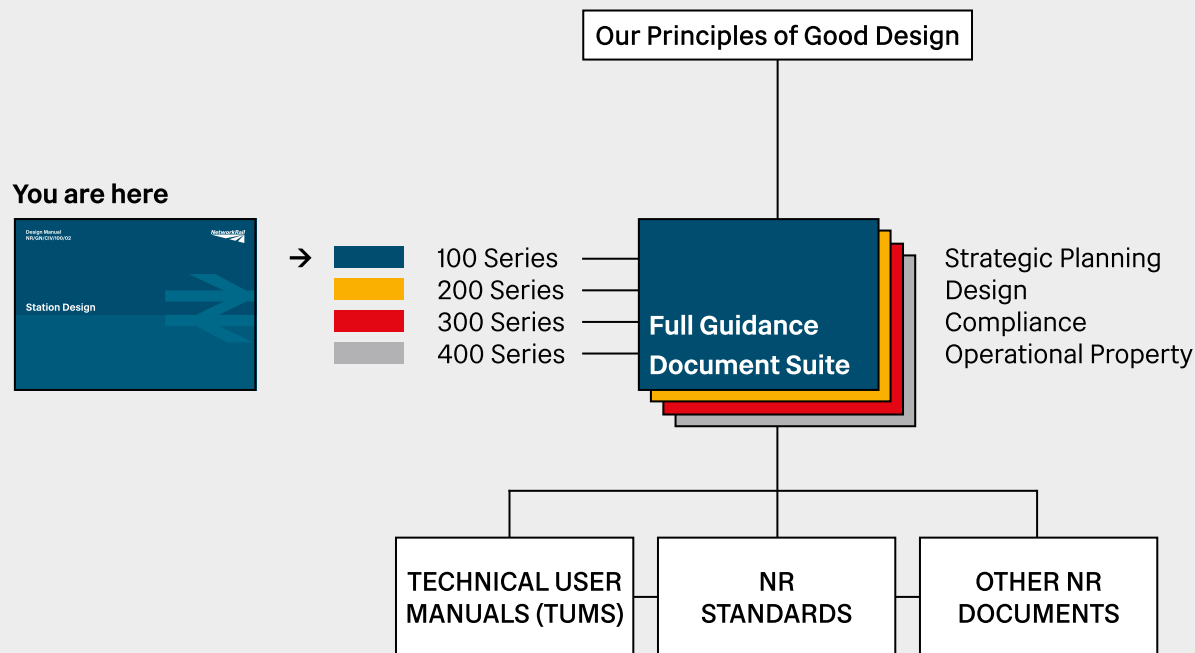 Our Principles of Good Design
You are here
Design Manual
NR/GN/CIV/100/02
NetworkRail
Station Design
→
100 Series
200 Series
300 Series
400 Series
Full Guidance
Document Suite
Strategic Planning
Design
Compliance
Operational Property
TECHNICAL USER
MANUALS (TUMS)
NR
STANDARDS
OTHER NR
DOCUMENTS